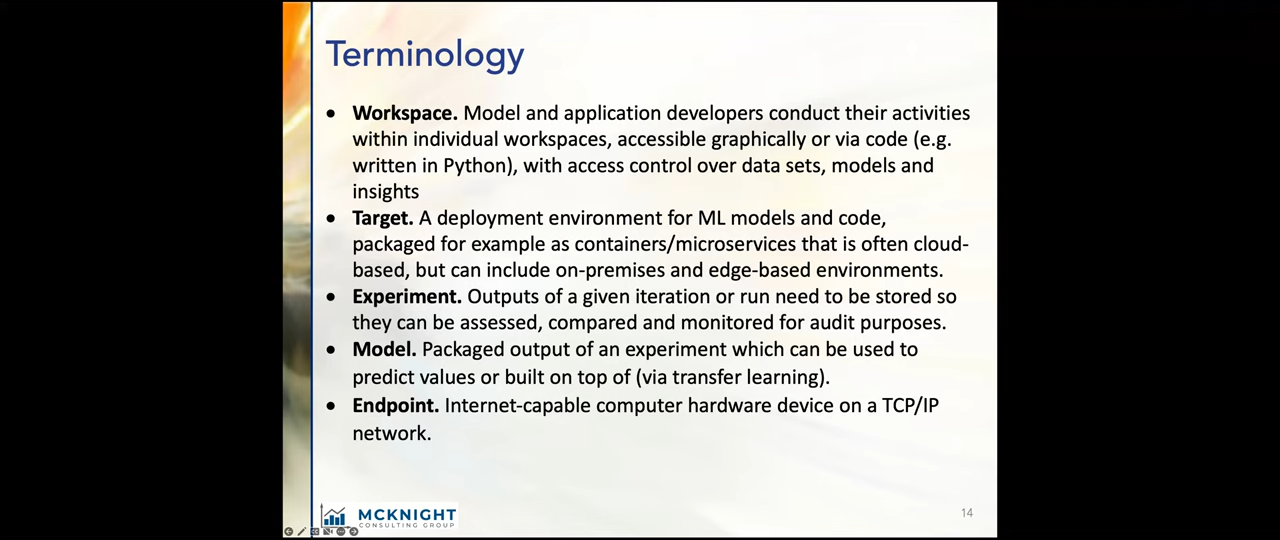 Terminology
• Workspace. Model and application developers conduct their activities
within individual workspaces, accessible graphically or via code (e.g.
written in Python), with access control over data sets, models and
insights
• Target. A deployment environment for ML models and code,
packaged for example as containers/microservices that is often cloud-
based, but can include on-premises and edge-based environments.
• Experiment. Outputs of a given iteration or run need to be stored so
they can be assessed, compared and monitored for audit purposes.
• Model. Packaged output of an experiment which can be used to
predict values or built on top of (via transfer learning).
• Endpoint. Internet-capable computer hardware device on a TCP/IP
network.
MCKNIGHT
CONSULTING GROUP
14